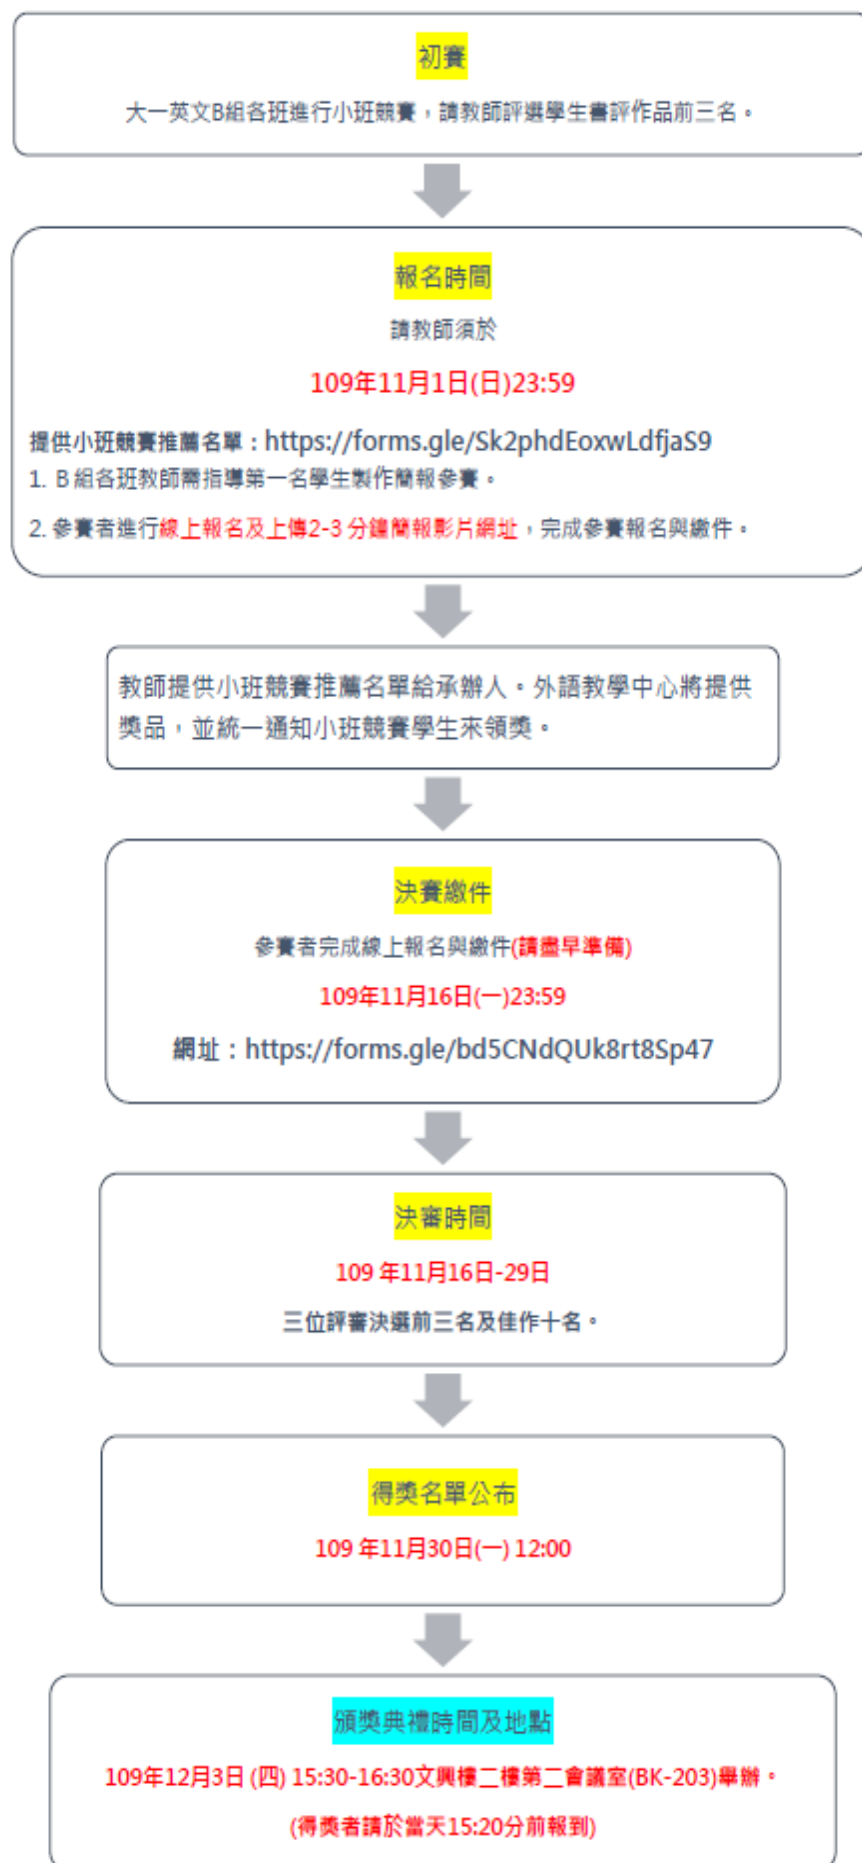 初賽
大一英文B組各班進行小班競賽，請教師評選學生書評作品前三名。
報名時間
請教師須於
109年11月1日(日)23:59
提供小班競賽推薦名單：https://forms.gle/Sk2phdEoxwLdfjaS9
1. B 組各班教師需指導第一名學生製作簡報參賽。
2. 參賽者進行線上報名及上傳2-3 分鐘簡報影片網址，完成參賽報名與繳件。
教師提供小班競賽推薦名單給承辦人。外語教學中心將提供
獎品，並統一通知小班競賽學生來領獎。
決賽繳件
參賽者完成線上報名與繳件(請盡早準備)
109年11月16日(一)23:59
網址：https://forms.gle/bd5CNdQUk8rt8Sp47
決審時間
109 年11月16日-29日
三位評審決選前三名及佳作十名。
得獎名單公布
109 年11月30日(一) 12:00
頒獎典禮時間及地點
109年12月3日 (四) 15:30-16:30文興樓二樓第二會議室(BK-203)舉辦。
(得獎者請於當天15:20分前報到)